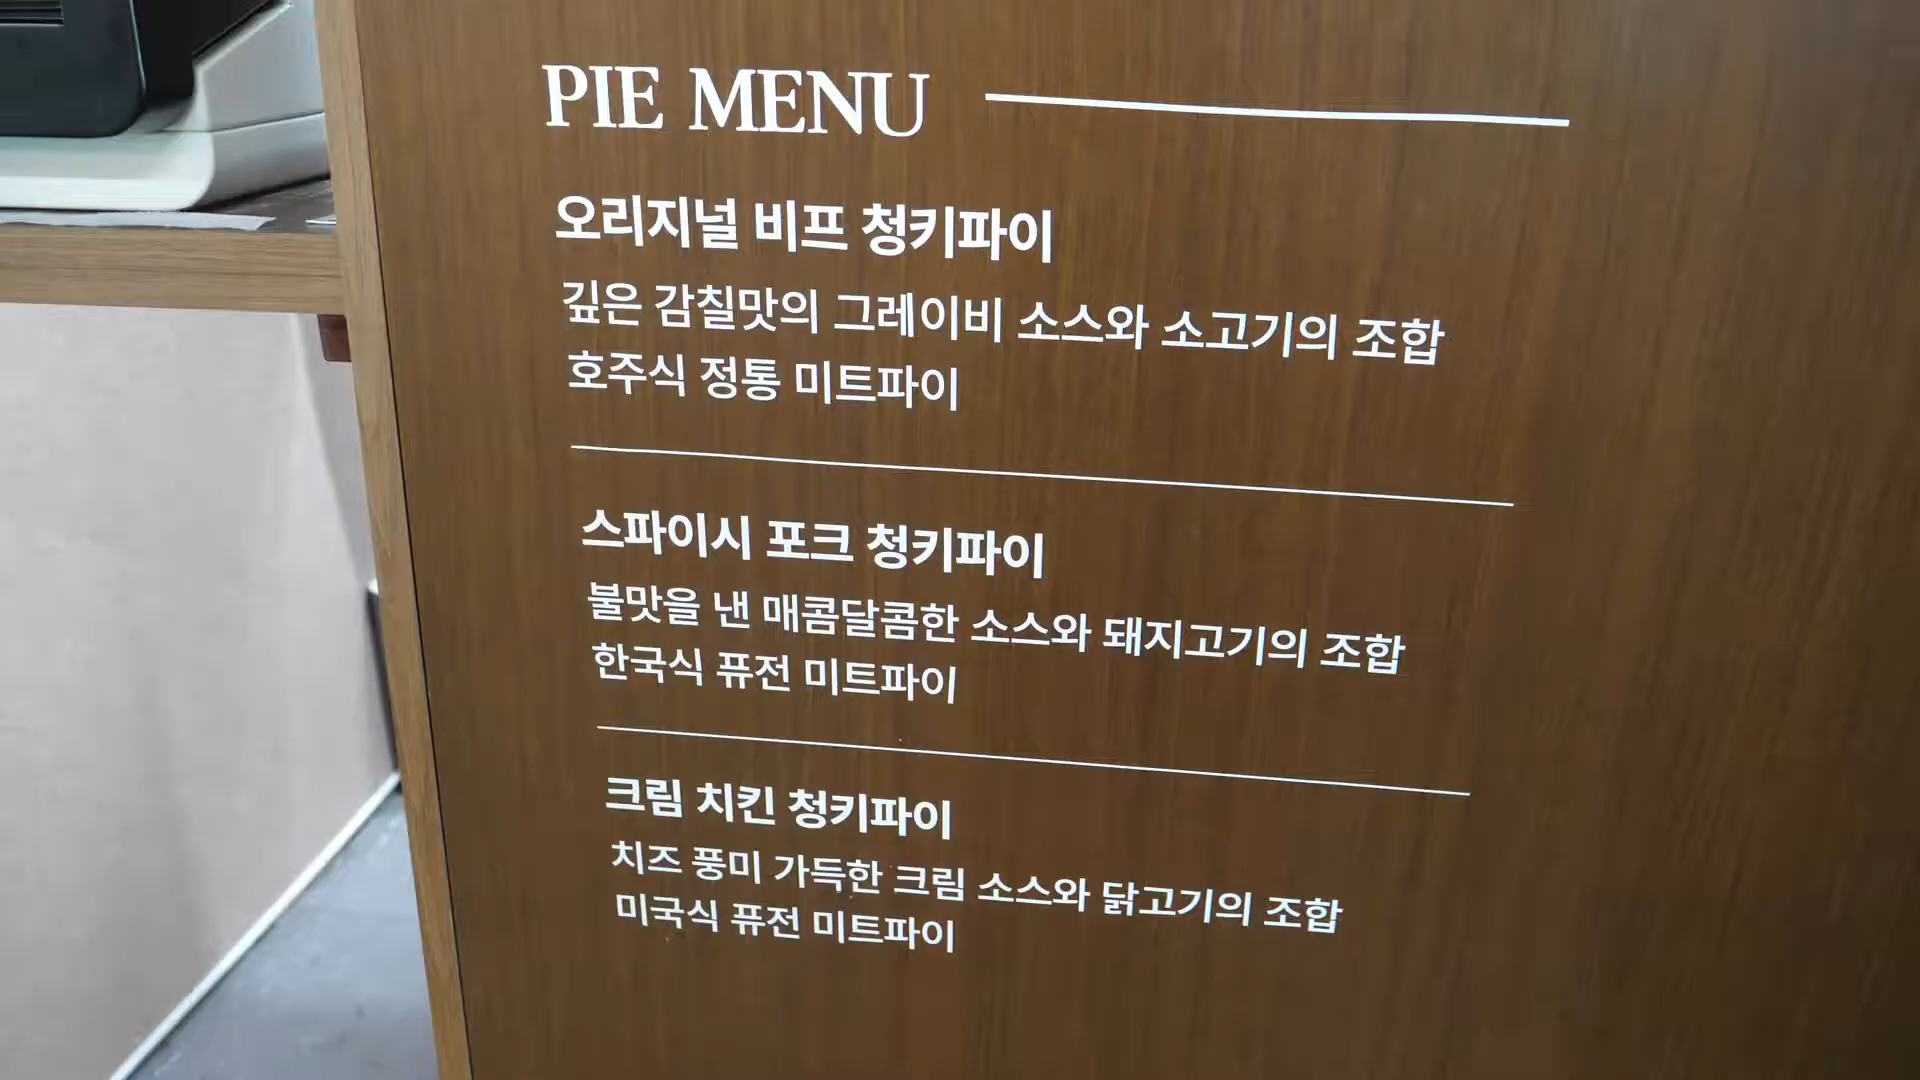 PIE MENU
오리지널 비프 청키파이
깊은 감칠맛의 그레이비 소스와 소고기의 조합
호주식 정통 미트파이
스파이시 포크 청키파이
불맛을 낸 매콤달콤한 소스와 돼지고기의 조합
한국식 퓨전 미트파이
크림 치킨 청키파이
치즈 풍미 가득한 크림 소스와 닭고기의 조합
미국식 퓨전 미트파이